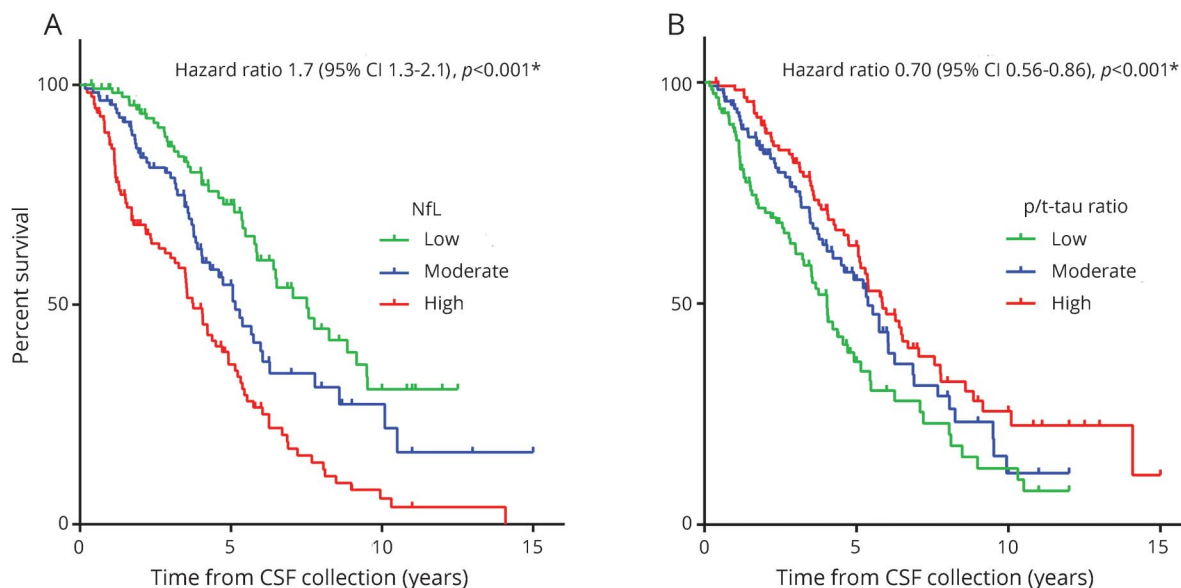 A
Hazard ratio 1.7 (95% CI 1.3-2.1), p<0.001*
Percent survival
100
50
0
NfL
Low
Moderate
High
0 5 10 15
Time from CSF collection (years)
B
Hazard ratio 0.70 (95% CI 0.56-0.86), p<0.001*
100
50
0
p/t-tau ratio
Low
Moderate
High
0 5 10 15
Time from CSF collection (years)